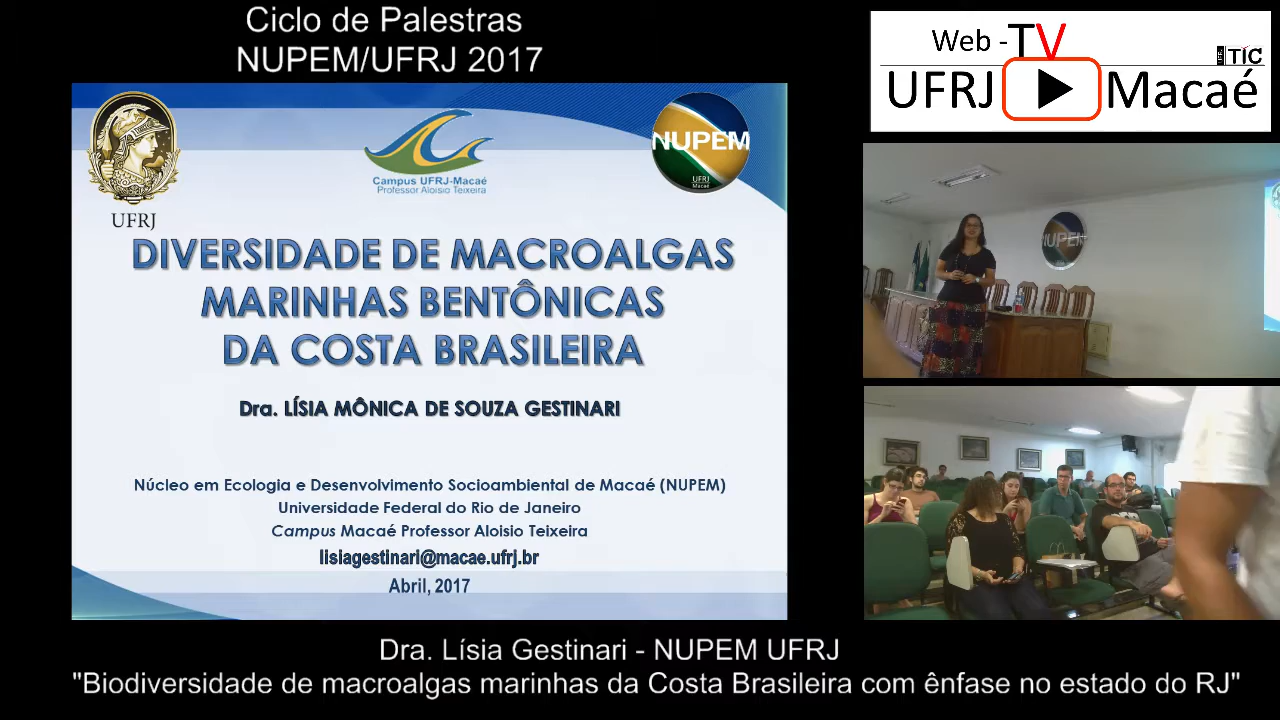 Ciclo de Palestras
NUPEM/UFRJ 2017
Web - TV
TIC
UFRJ Macaé
UFRJ
Campus UFRJ-Macaé
Professor Aloisio Teixeira
NUPEM
UFRJ
Macaé
DIVERSIDADE DE MACROALGAS
MARINHAS BENTÔNICAS
DA COSTA BRASILEIRA
Dra. LÍSIA MÔNICA DE SOUZA GESTINARI
Núcleo em Ecologia e Desenvolvimento Socioambiental de Macaé (NUPEM)
Universidade Federal do Rio de Janeiro
Campus Macaé Professor Aloisio Teixeira
lisiagestinari@macae.ufrj.br
Abril, 2017
NUPEM
Dra. Lísia Gestinari - NUPEM UFRJ
"Biodiversidade de macroalgas marinhas da Costa Brasileira com ênfase no estado do RJ"